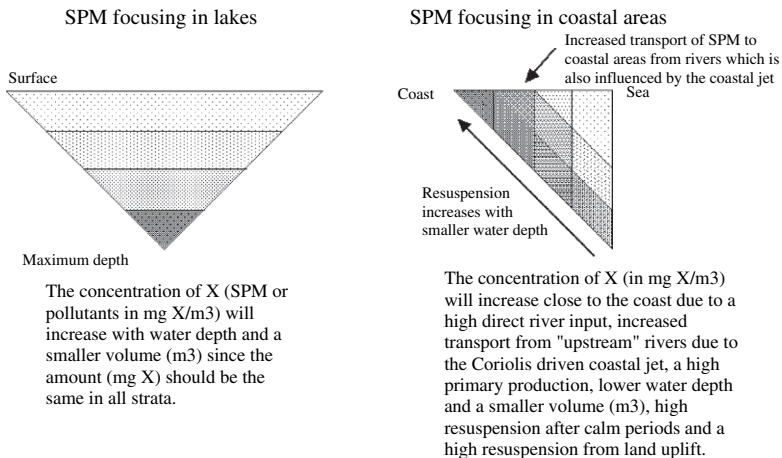 SPM focusing in lakes
Surface
Maximum depth
The concentration of X (SPM or
pollutants in mg X/m3) will
increase with water depth and a
smaller volume (m3) since the
amount (mg X) should be the
same in all strata.
SPM focusing in coastal areas
Increased transport of SPM to
coastal areas from rivers which is
also influenced by the coastal jet
Coast
Sea
Resuspension
increases with
smaller water depth
The concentration of X (in mg X/m3)
will increase close to the coast due to a
high direct river input, increased
transport from "upstream" rivers due to
the Coriolis driven coastal jet, a high
primary production, lower water depth
and a smaller volume (m3), high
resuspension after calm periods and a
high resuspension from land uplift.